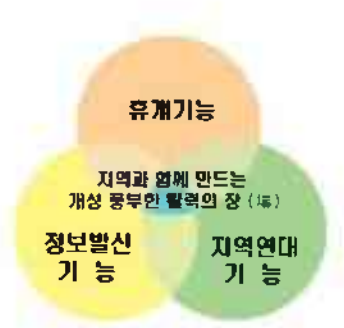 휴게기능
지역과 함께 만드는
개성 풍부한 활력의 장 (場)
정보발신
기 능
지역연대
기 능